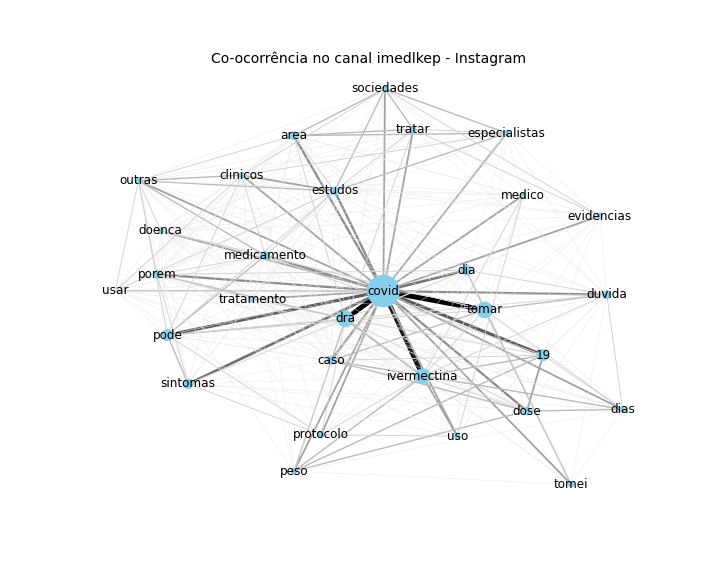 Co-ocorrência no canal imedlkep - Instagram
sociedades
area
tratar
especialistas
outras
clinicos
estudos
medico
evidencias
doenca
medicamento
porem
dia
usar
tratamento
covid
duvida
dra
tomar
pode
caso
19
sintomas
ivermectina
dose
dias
protocolo
uso
peso
tomei